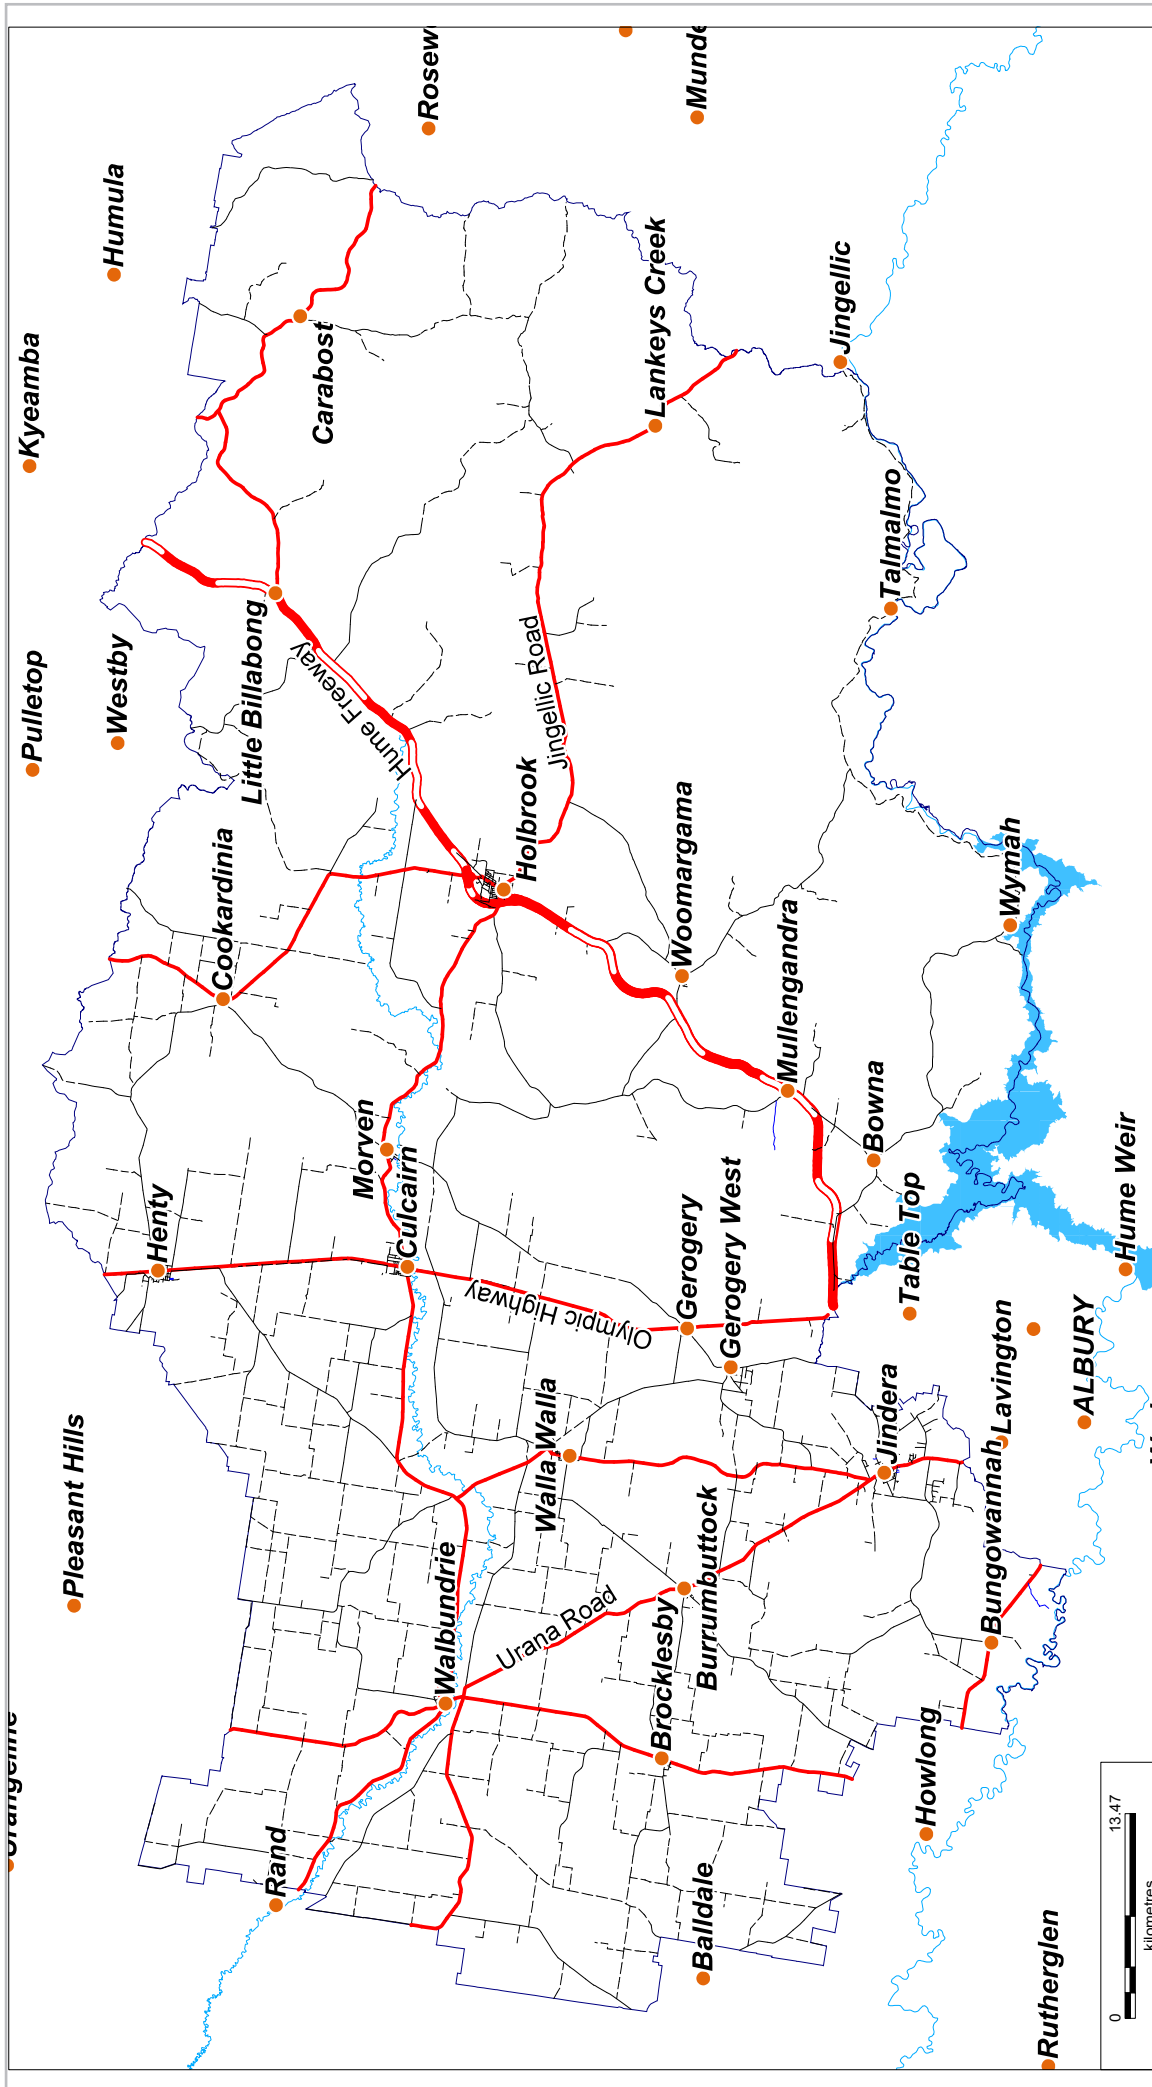 Humula
Kyeamba
Pulletop
Westby
Pleasant Hills
Carabost
Lankeys Creek
Jingellic
Talmalmo
Little Billabong
Hume Freeway
Jingellic Road
Holbrook
Cookardinia
Woomargama
Wymah
Mullengandra
Bowna
Morven
Culcairn
Henty
Olympic Highway
Gerogery
Gerogery West
Table Top
Hume Weir
Lavington
ALBURY
Jindera
Walla Walla
Walbundrie
Urana Road
Burrumbuttock
Brocklesby
Bungowannah
Howlong
Rand
Balldale
Rutherglen
0
13.47
kilometres
Rosew
Munde